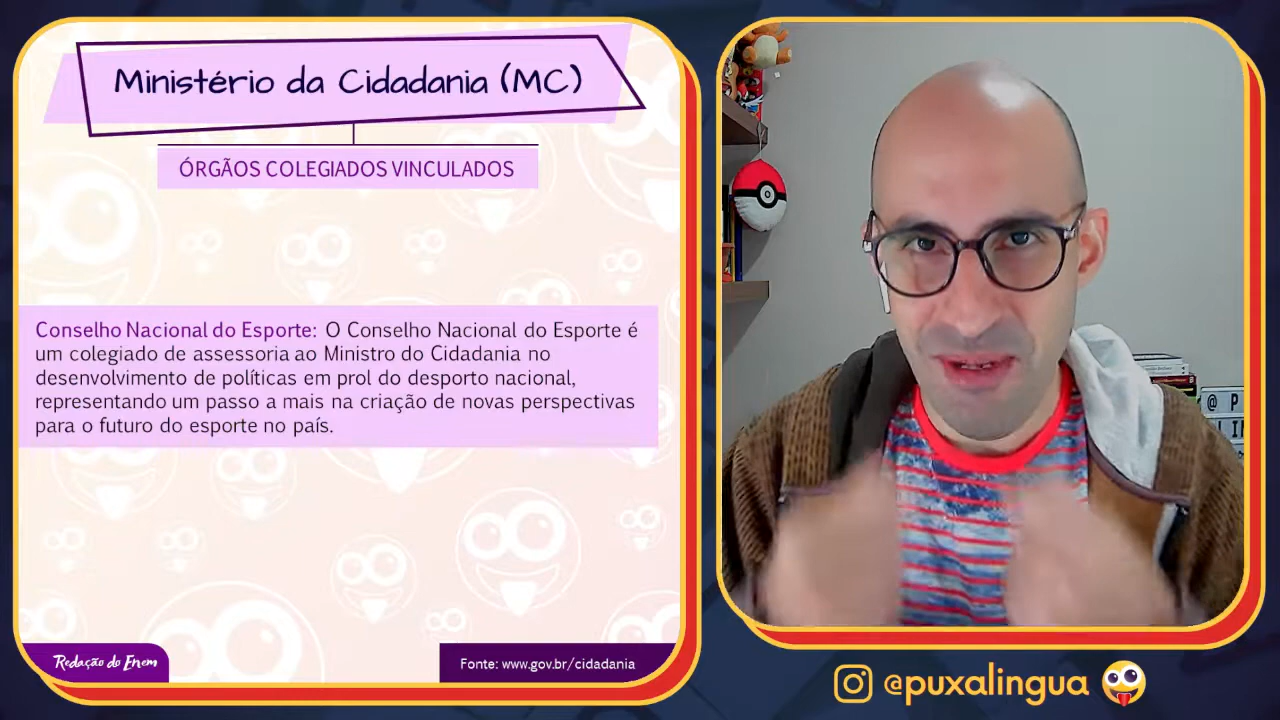 Ministério da Cidadania (MC)
ÓRGÃOS COLEGIADOS VINCULADOS
Conselho Nacional do Esporte: O Conselho Nacional do Esporte é
um colegiado de assessoria ao Ministro do Cidadania no
desenvolvimento de políticas em prol do desporto nacional,
representando um passo a mais na criação de novas perspectivas
para o futuro do esporte no país.
Redação do Enem
Fonte: www.gov.br/cidadania
@ P
LIN
@puxalingua